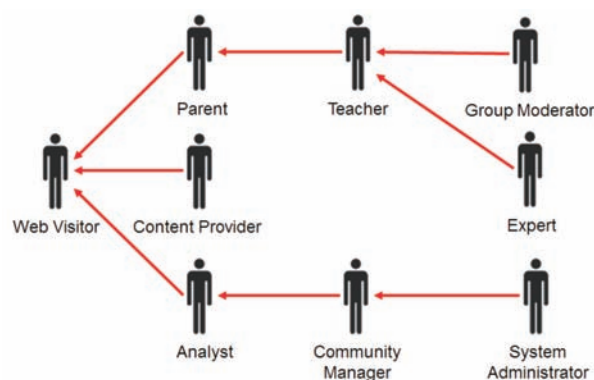 Parent
Teacher
Group Moderator
Web Visitor
Content Provider
Expert
Analyst
Community
Manager
System
Administrator